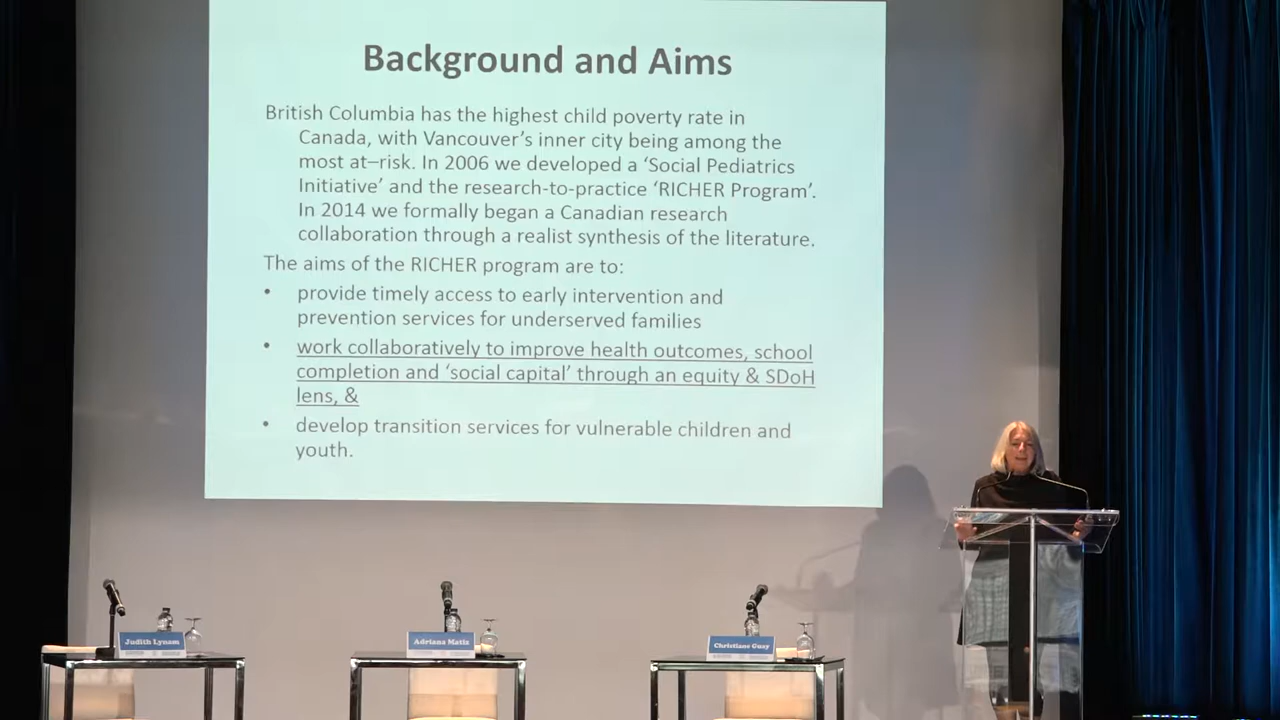 Background and Aims
British Columbia has the highest child poverty rate in
Canada, with Vancouver's inner city being among the
most at–risk. In 2006 we developed a 'Social Pediatrics
Initiative' and the research-to-practice 'RICHER Program'.
In 2014 we formally began a Canadian research
collaboration through a realist synthesis of the literature.
The aims of the RICHER program are to:
• provide timely access to early intervention and
prevention services for underserved families
• work collaboratively to improve health outcomes, school
completion and 'social capital' through an equity & SDoH
lens, &
• develop transition services for vulnerable children and
youth.
Judith Lynam
Adriana Matis
Christiane Guay